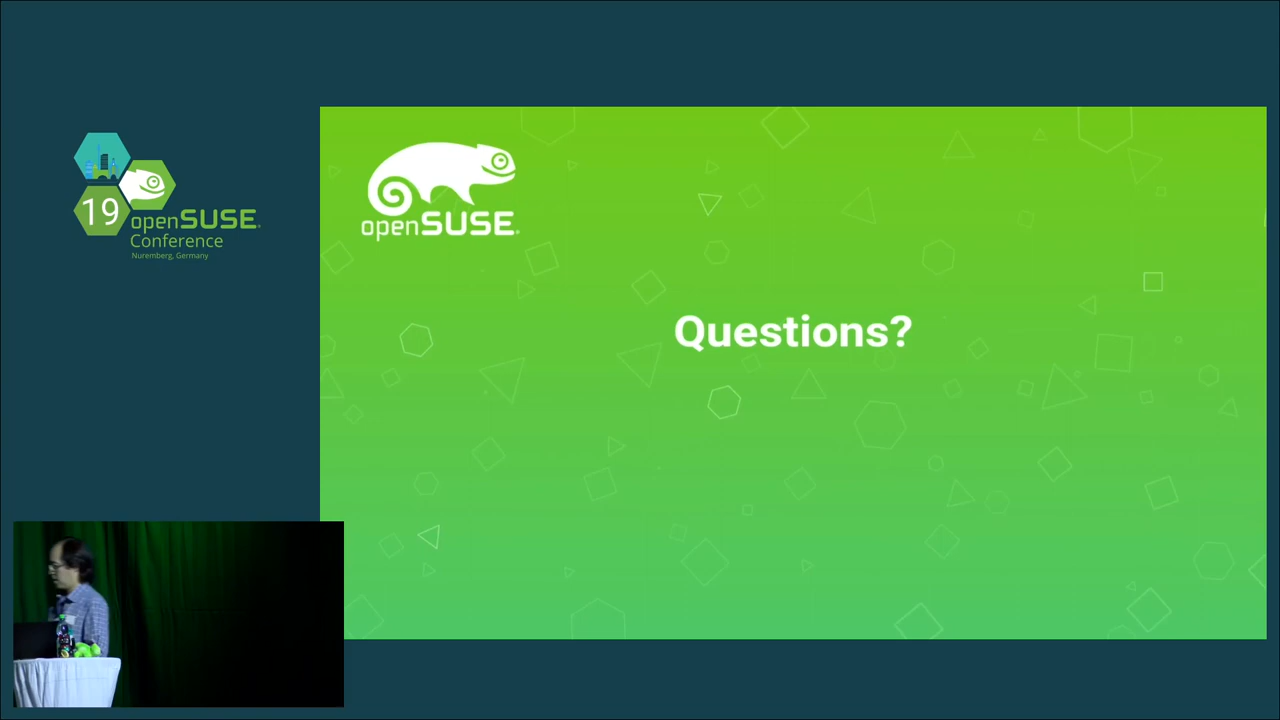 19
openSUSE
Conference
Nuremberg, Germany
openSUSE
Questions?